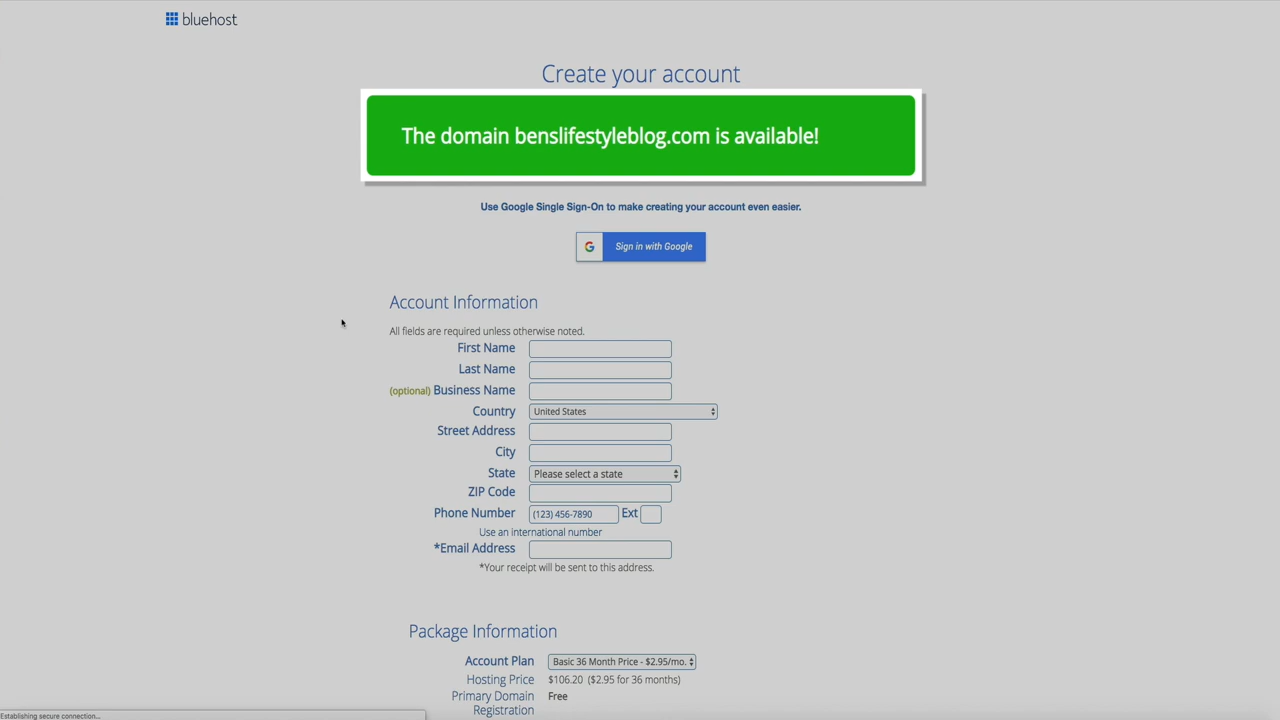 bluehost
Create your account
The domain benslifestyleblog.com is available!
Use Google Single Sign-On to make creating your account even easier.
G Sign in with Google
Account Information
All fields are required unless otherwise noted.
First Name
Last Name
(optional) Business Name
Country United States
Street Address
City
State Please select a state
ZIP Code
Phone Number (123) 456-7890 Ext
Use an international number
*Email Address
*Your receipt will be sent to this address.
Package Information
Account Plan Basic 36 Month Price - $2.95/mo.
Hosting Price $106.20 ($2.95 for 36 months)
Primary Domain Free
Registration
Establishing secure connection...